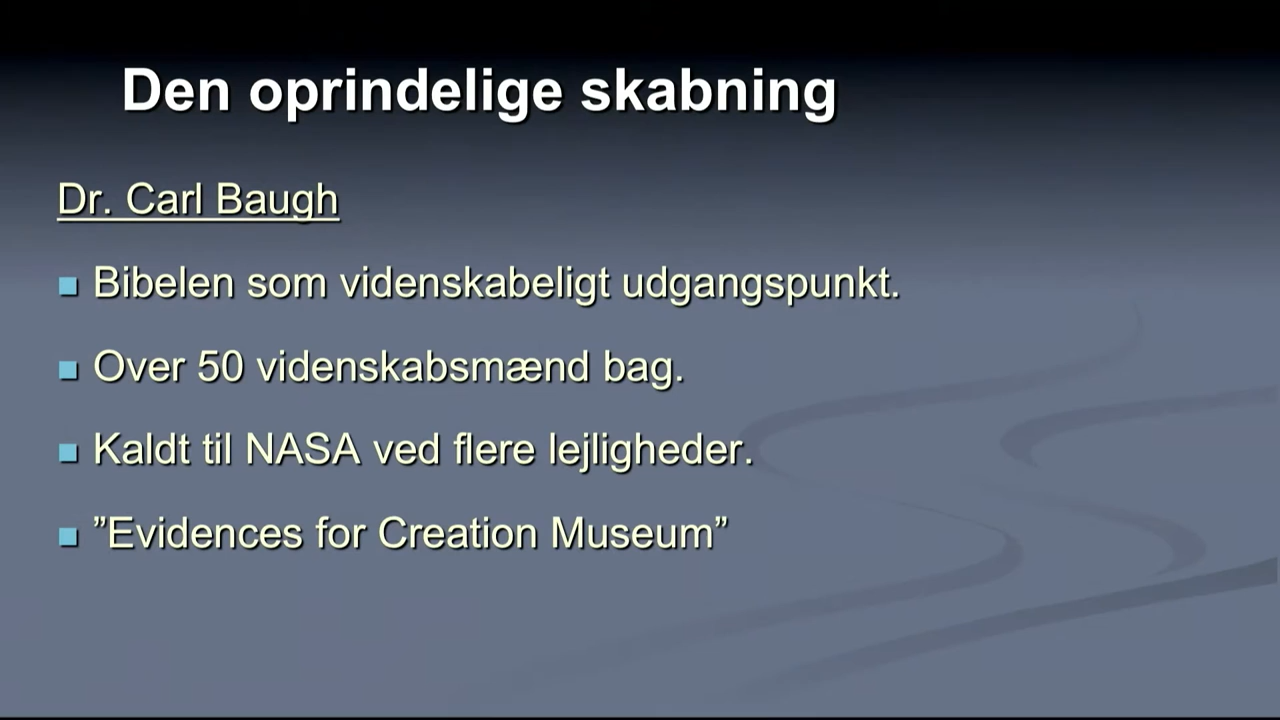 Den oprindelige skabning
Dr. Carl Baugh
Bibelen som videnskabeligt udgangspunkt.
Over 50 videnskabsmænd bag.
Kaldt til NASA ved flere lejligheder.
”Evidences for Creation Museum”